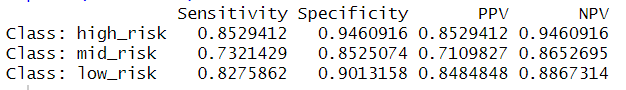 Sensitivity Specificity PPV NPV
Class: high_risk 0.8529412 0.9460916 0.8529412 0.9460916
Class: mid_risk 0.7321429 0.8525074 0.7109827 0.8652695
Class: low_risk 0.8275862 0.9013158 0.8484848 0.8867314